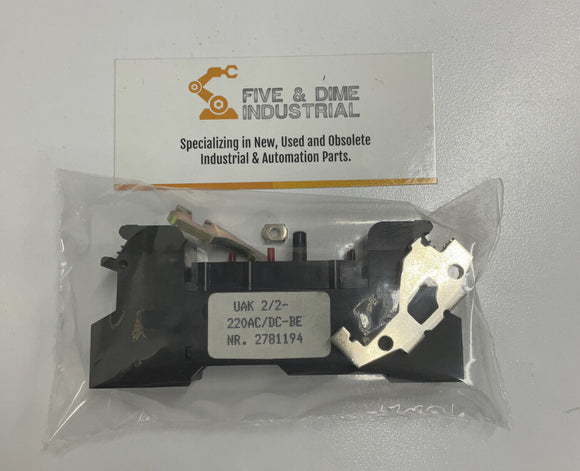 FIVE & DIME
INDUSTRIAL
Specializing in New, Used and Obsolete
Industrial & Automation Parts.
UAK 2/2-
220AC/DC-BE
NR. 2781194